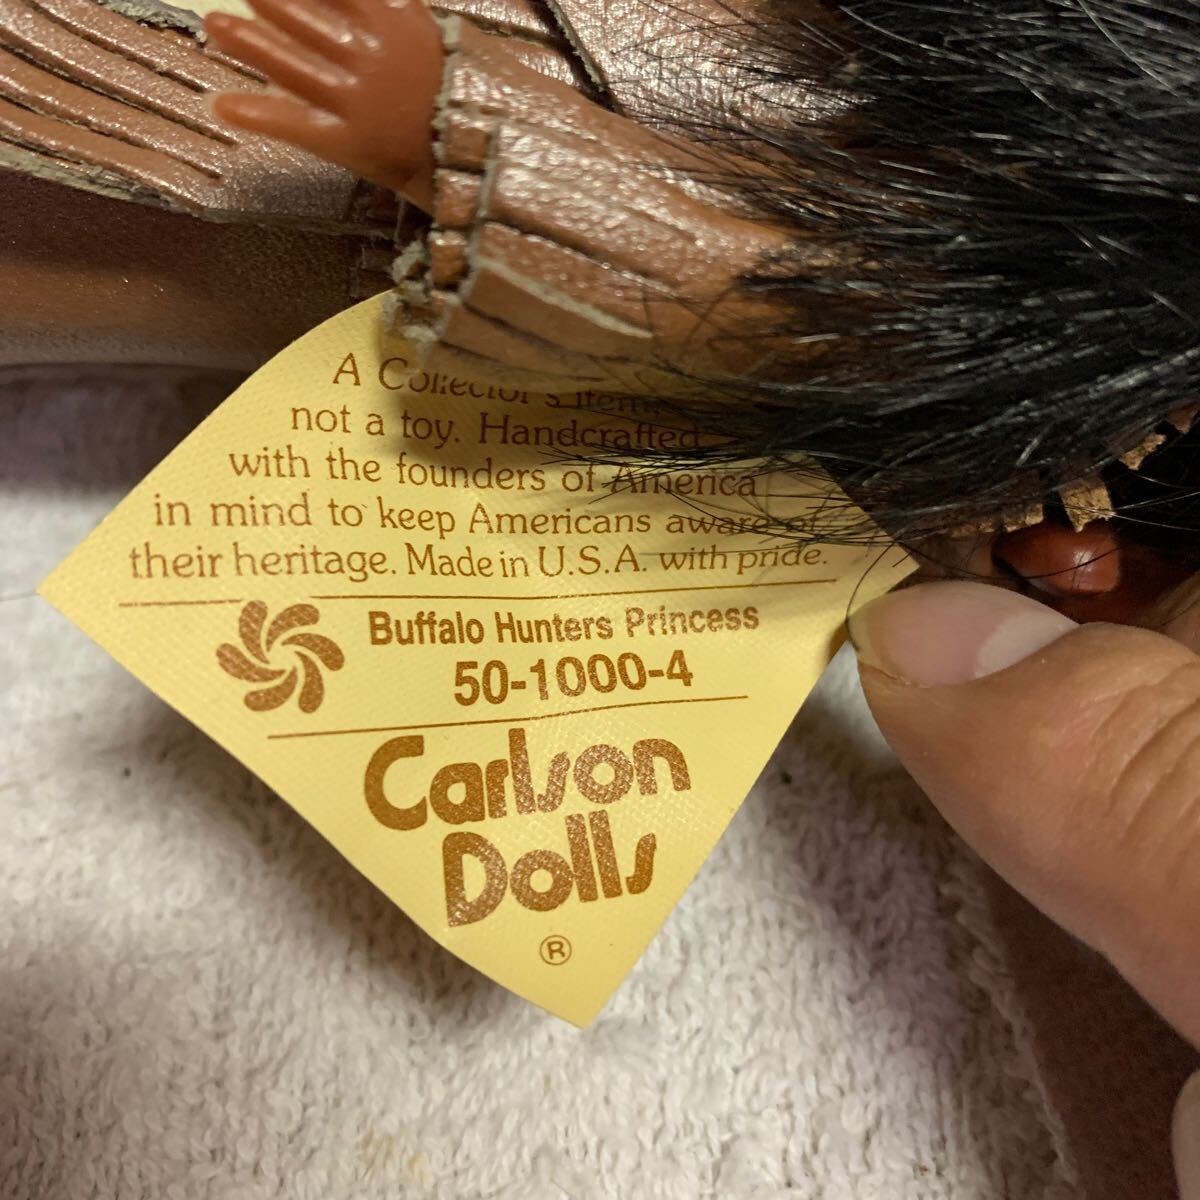 A Collector's item,
not a toy. Handcrafted
with the founders of America
in mind to keep Americans aware of
their heritage. Made in U.S.A. with pride.
Buffalo Hunters Princess
50-1000-4
Carlson
Dolls
®